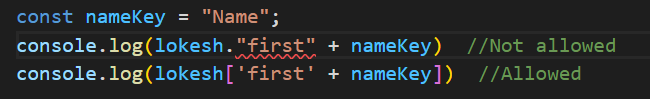 const nameKey = "Name";
console.log(lokesh."first" + nameKey)  //Not allowed
console.log(lokesh['first' + nameKey])  //Allowed